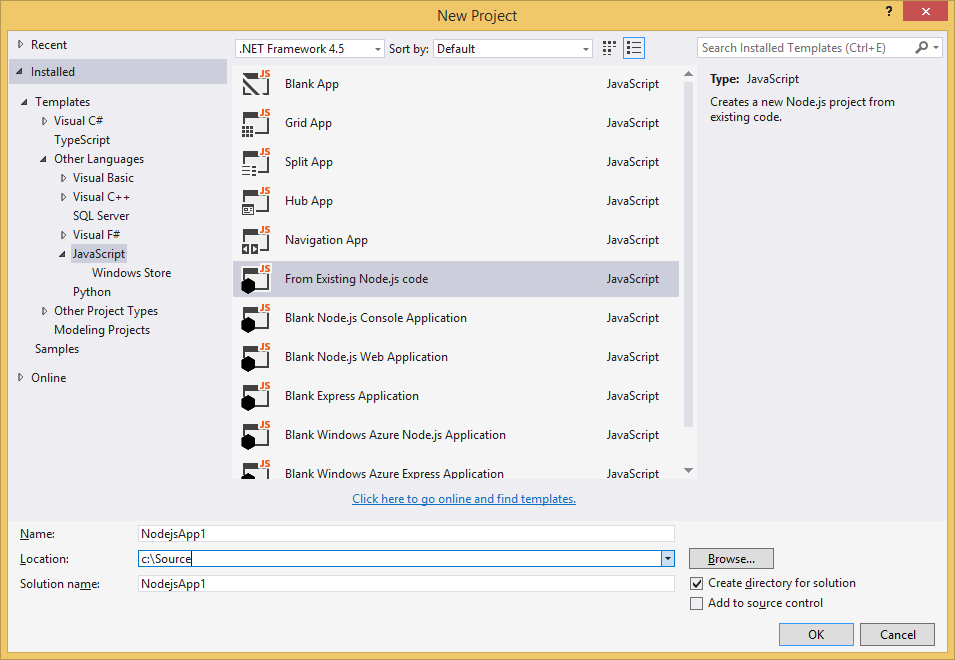 New Project
?
Recent
Installed
Templates
Visual C#
TypeScript
Other Languages
Visual Basic
Visual C++
SQL Server
Visual F#
JavaScript
Windows Store
Python
Other Project Types
Modeling Projects
Samples
Online
.NET Framework 4.5 Sort by: Default
JS Blank App JavaScript
JS Grid App JavaScript
JS Split App JavaScript
JS Hub App JavaScript
JS Navigation App JavaScript
JS From Existing Node.js code JavaScript
JS Blank Node.js Console Application JavaScript
JS Blank Node.js Web Application JavaScript
JS Blank Express Application JavaScript
JS Blank Windows Azure Node.js Application JavaScript
JS Blank Windows Azure Express Application JavaScript
Click here to go online and find templates.
Search Installed Templates (Ctrl+E)
Type: JavaScript
Creates a new Node.js project from
existing code.
Name: NodejsApp1
Location: c:\Source Browse...
Solution name: NodejsApp1
Create directory for solution
Add to source control
OK Cancel